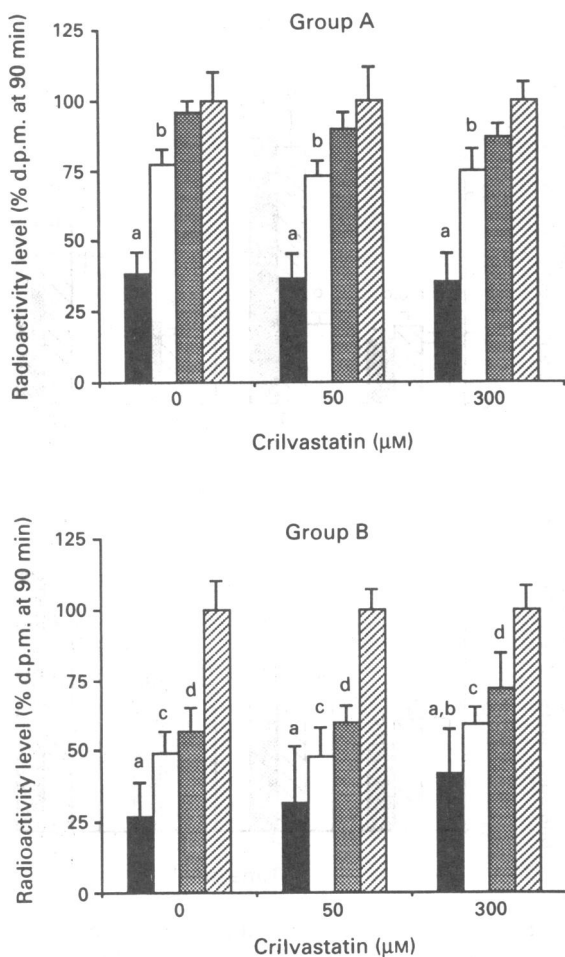 Group A
Radioactivity level (% d.p.m. at 90 min)
125
100
75
50
25
0
a
b
a
b
a
b
0
50
300
Crilvastatin (μM)
Group B
Radioactivity level (% d.p.m. at 90 min)
125
100
75
50
25
0
a
c
d
a
c
d
a,b
c
d
0
50
300
Crilvastatin (μM)